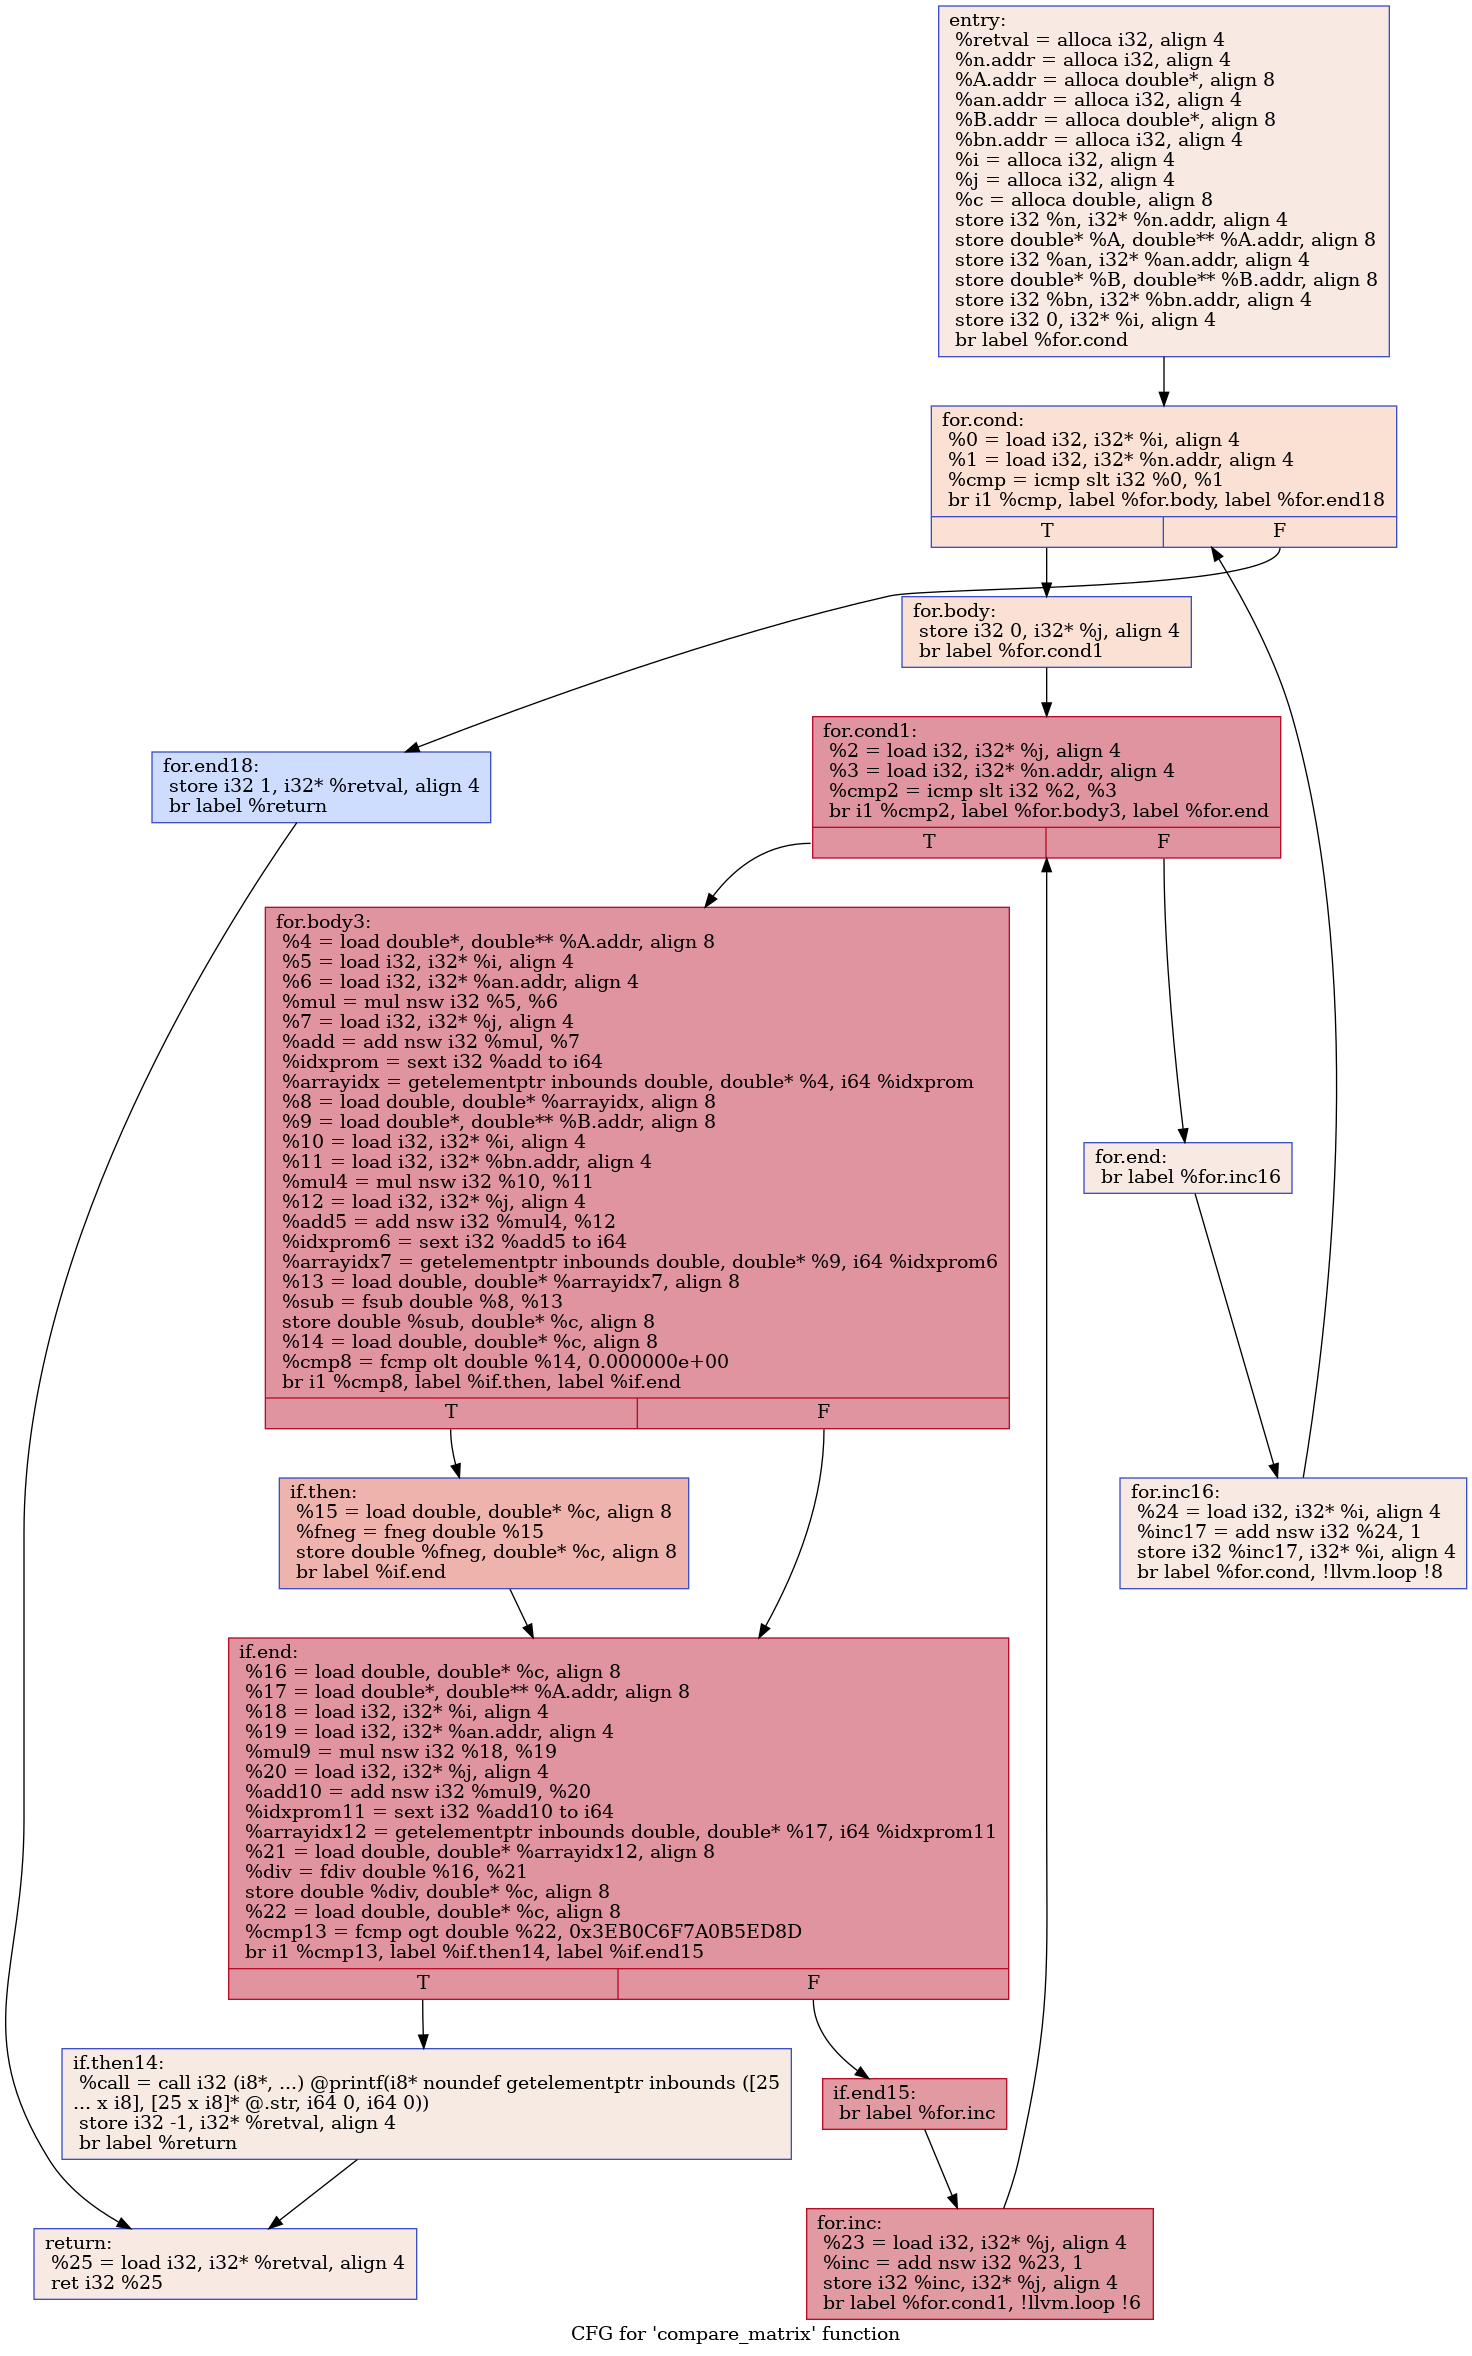 entry:
%retval = alloca i32, align 4
%n.addr = alloca i32, align 4
%A.addr = alloca double*, align 8
%an.addr = alloca i32, align 4
%B.addr = alloca double*, align 8
%bn.addr = alloca i32, align 4
%i = alloca i32, align 4
%j = alloca i32, align 4
%c = alloca double, align 8
store i32 %n, i32* %n.addr, align 4
store double* %A, double** %A.addr, align 8
store i32 %an, i32* %an.addr, align 4
store double* %B, double** %B.addr, align 8
store i32 %bn, i32* %bn.addr, align 4
store i32 0, i32* %i, align 4
br label %for.cond
for.cond:
%0 = load i32, i32* %i, align 4
%1 = load i32, i32* %n.addr, align 4
%cmp = icmp slt i32 %0, %1
br i1 %cmp, label %for.body, label %for.end18
T F
for.body:
store i32 0, i32* %j, align 4
br label %for.cond1
for.end18:
store i32 1, i32* %retval, align 4
br label %return
for.cond1:
%2 = load i32, i32* %j, align 4
%3 = load i32, i32* %n.addr, align 4
%cmp2 = icmp slt i32 %2, %3
br i1 %cmp2, label %for.body3, label %for.end
T F
for.body3:
%4 = load double*, double** %A.addr, align 8
%5 = load i32, i32* %i, align 4
%6 = load i32, i32* %an.addr, align 4
%mul = mul nsw i32 %5, %6
%7 = load i32, i32* %j, align 4
%add = add nsw i32 %mul, %7
%idxprom = sext i32 %add to i64
%arrayidx = getelementptr inbounds double, double* %4, i64 %idxprom
%8 = load double, double* %arrayidx, align 8
%9 = load double*, double** %B.addr, align 8
%10 = load i32, i32* %i, align 4
%11 = load i32, i32* %bn.addr, align 4
%mul4 = mul nsw i32 %10, %11
%12 = load i32, i32* %j, align 4
%add5 = add nsw i32 %mul4, %12
%idxprom6 = sext i32 %add5 to i64
%arrayidx7 = getelementptr inbounds double, double* %9, i64 %idxprom6
%13 = load double, double* %arrayidx7, align 8
%sub = fsub double %8, %13
store double %sub, double* %c, align 8
%14 = load double, double* %c, align 8
%cmp8 = fcmp olt double %14, 0.000000e+00
br i1 %cmp8, label %if.then, label %if.end
T F
for.end:
br label %for.inc16
if.then:
%15 = load double, double* %c, align 8
%fneg = fneg double %15
store double %fneg, double* %c, align 8
br label %if.end
for.inc16:
%24 = load i32, i32* %i, align 4
%inc17 = add nsw i32 %24, 1
store i32 %inc17, i32* %i, align 4
br label %for.cond, !llvm.loop !8
if.end:
%16 = load double, double* %c, align 8
%17 = load double*, double** %A.addr, align 8
%18 = load i32, i32* %i, align 4
%19 = load i32, i32* %an.addr, align 4
%mul9 = mul nsw i32 %18, %19
%20 = load i32, i32* %j, align 4
%add10 = add nsw i32 %mul9, %20
%idxprom11 = sext i32 %add10 to i64
%arrayidx12 = getelementptr inbounds double, double* %17, i64 %idxprom11
%21 = load double, double* %arrayidx12, align 8
%div = fdiv double %16, %21
store double %div, double* %c, align 8
%22 = load double, double* %c, align 8
%cmp13 = fcmp ogt double %22, 0x3EB0C6F7A0B5ED8D
br i1 %cmp13, label %if.then14, label %if.end15
T F
if.then14:
%call = call i32 (i8*, ...) @printf(i8* noundef getelementptr inbounds ([25
... x i8], [25 x i8]* @.str, i64 0, i64 0))
store i32 -1, i32* %retval, align 4
br label %return
if.end15:
br label %for.inc
return:
%25 = load i32, i32* %retval, align 4
ret i32 %25
for.inc:
%23 = load i32, i32* %j, align 4
%inc = add nsw i32 %23, 1
store i32 %inc, i32* %j, align 4
br label %for.cond1, !llvm.loop !6
CFG for 'compare_matrix' function